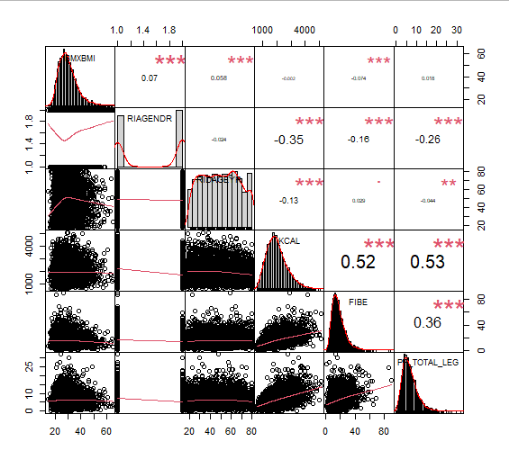 1.0 1.4 1.8 1000 4000 0 5 10 20 30
MXBMI 0.07 *** 0.058 *** -0.002 -0.074 *** 0.018 20 40 60
1.0 1.4 1.8 RIAGENDR -0.024 -0.35 *** -0.16 *** -0.26 ***
-0.13 *** 0.029 -0.044 ** 20 40 60 80
1000 4000 KCAL 0.52 *** 0.53 ***
FIBE 0.36 *** 0 40 80
0 5 15 25 TOTAL_LEG
20 40 60 20 40 60 80 0 40 80